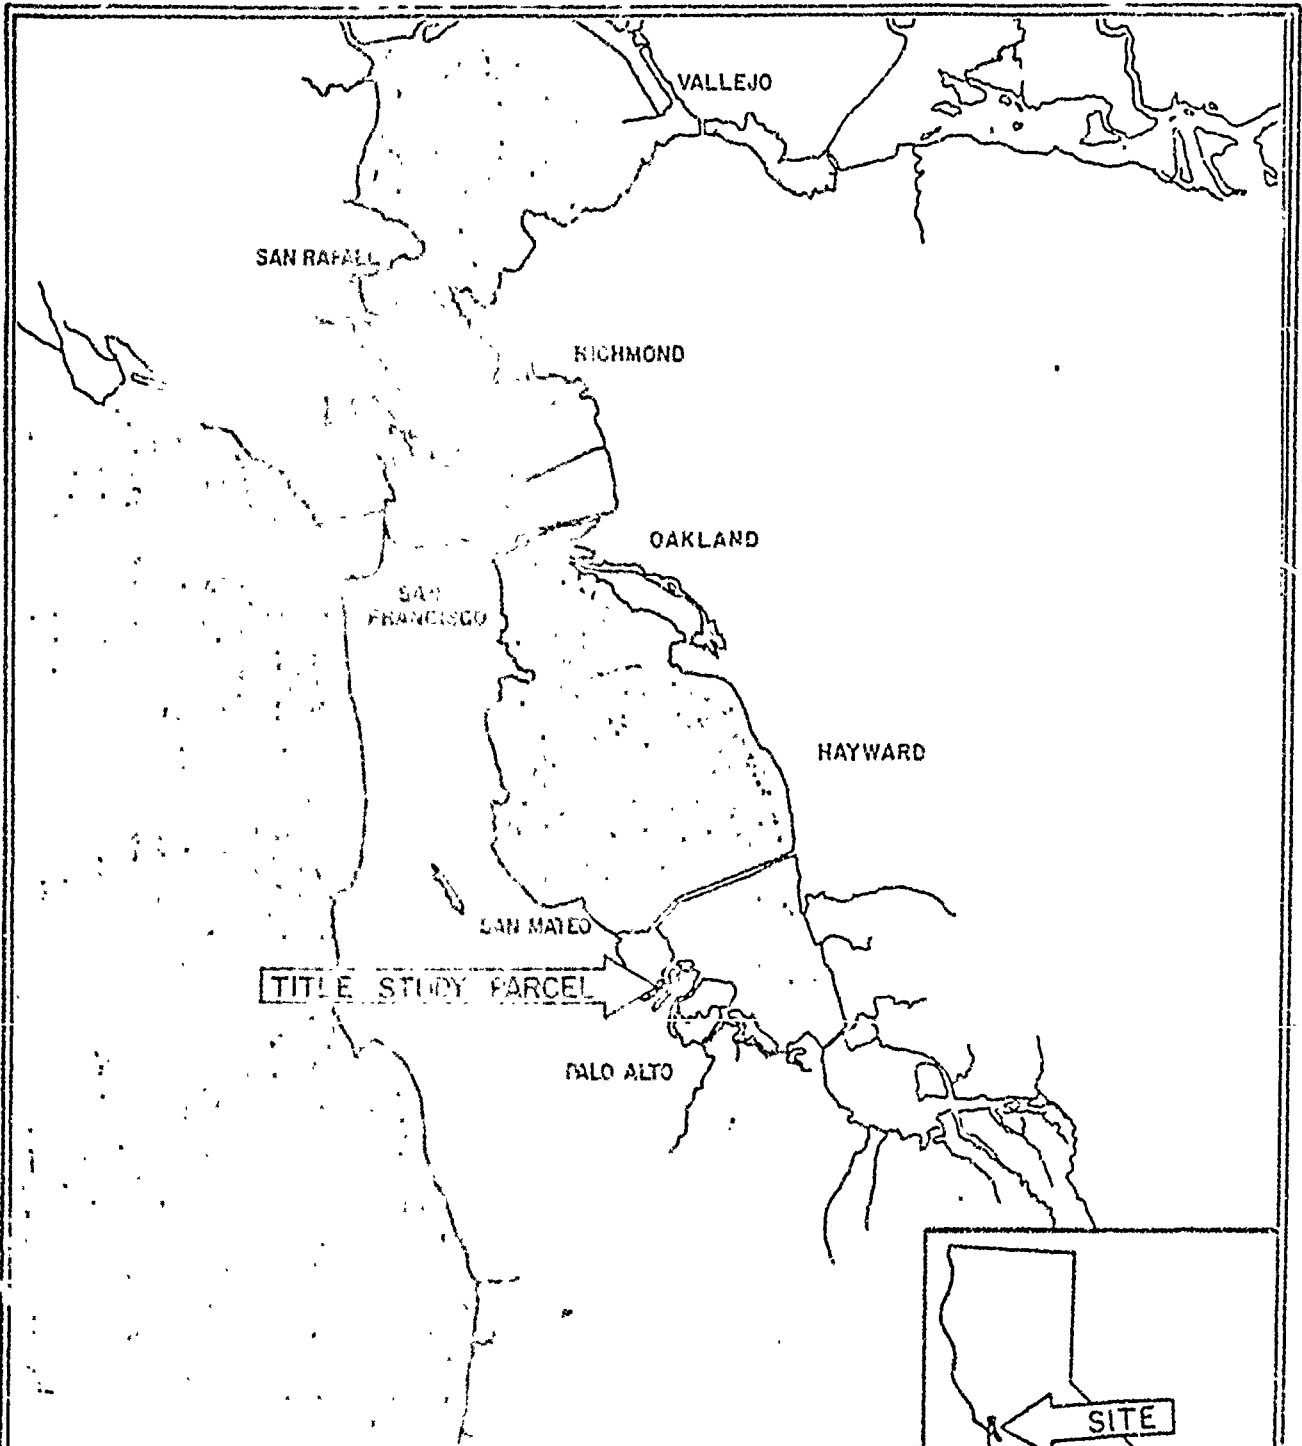 VALLEJO
SAN RAFAEL
RICHMOND
OAKLAND
SAN
FRANCISCO
HAYWARD
SAN MATEO
TITLE STUDY PARCEL
PALO ALTO
SITE